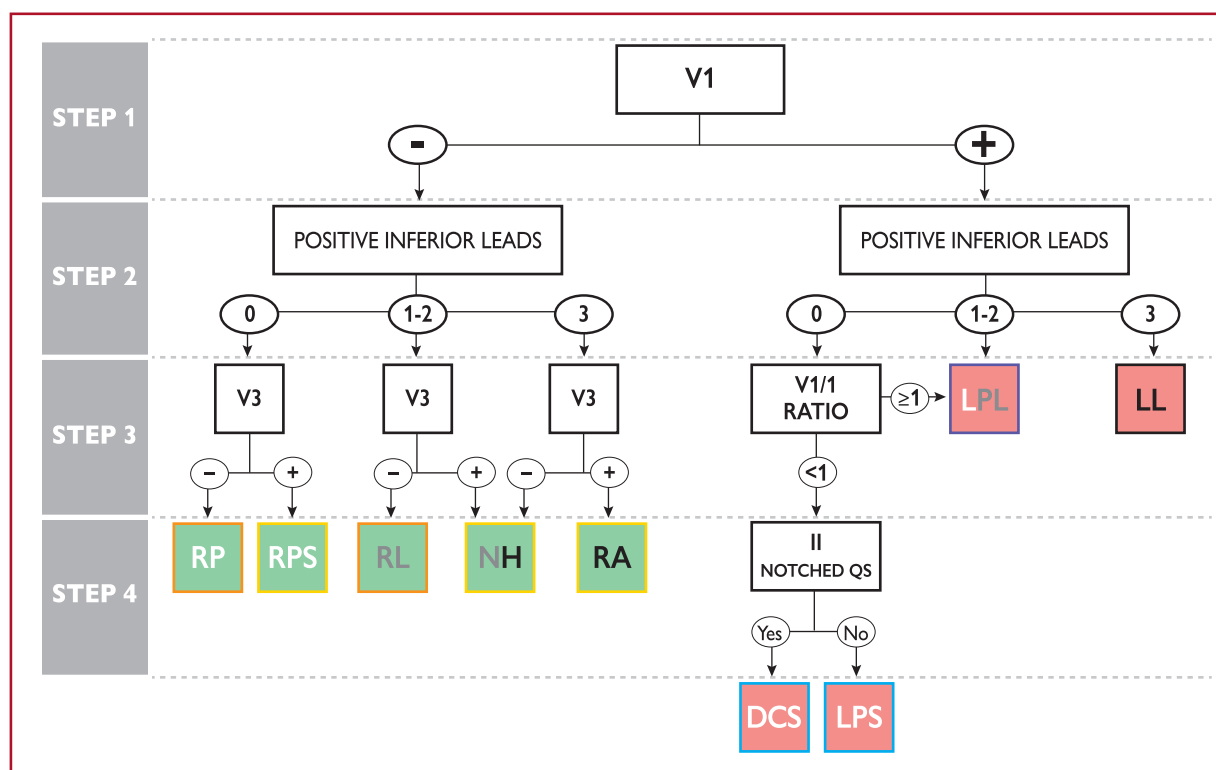 STEP 1
V1
-
+
STEP 2
POSITIVE INFERIOR LEADS
POSITIVE INFERIOR LEADS
0
1-2
3
0
1-2
3
STEP 3
V3
V3
V3
V1/1
RATIO
≥1
LPL
LL
–
+
–
+
–
+
<1
STEP 4
RP
RPS
RL
NH
RA
II
NOTCHED QS
Yes
No
DCS
LPS